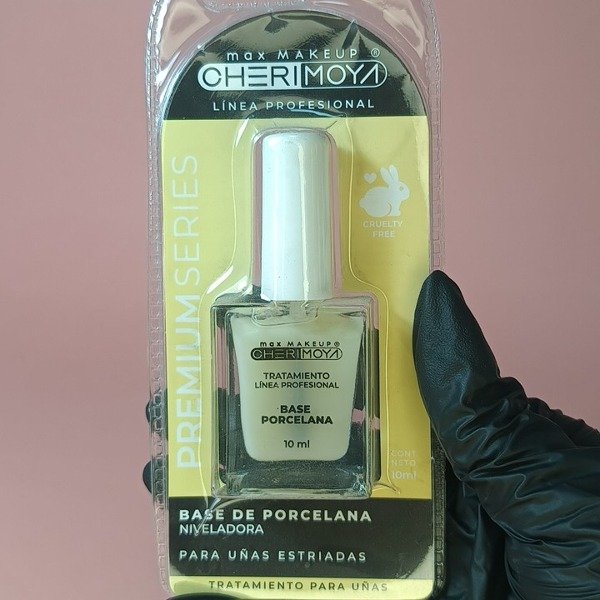 max MAKEUP ®
CHERIMOYA
LÍNEA PROFESIONAL
PREMIUM SERIES
CRUELTY
FREE
max MAKEUP ®
CHERIMOYA
TRATAMIENTO
LÍNEA PROFESIONAL
BASE
PORCELANA
10 ml
CONT
NETO
10ml
BASE DE PORCELANA
NIVELADORA
PARA UÑAS ESTRIADAS
TRATAMIENTO PARA UÑAS